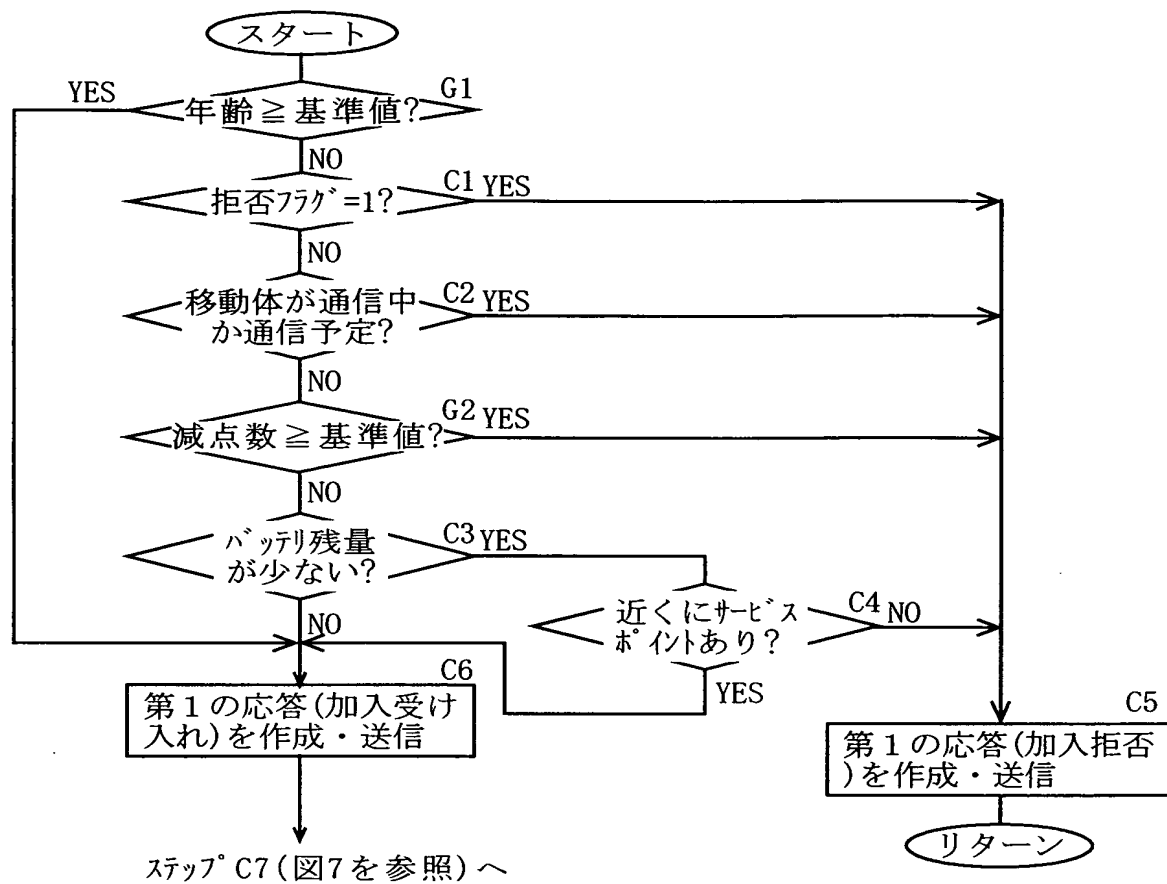 スタート
YES
G1
年齢≧基準値?
NO
C1 YES
拒否フラグ=1?
NO
C2 YES
移動体が通信中
か通信予定?
NO
G2 YES
減点数≧基準値?
NO
C3 YES
バッテリ残量
が少ない?
NO
C4 NO
近くにサービス
ポイントあり?
YES
C6
第1の応答(加入受け
入れ)を作成・送信
C5
第1の応答(加入拒否
)を作成・送信
リターン
ステップC7(図7を参照)へ